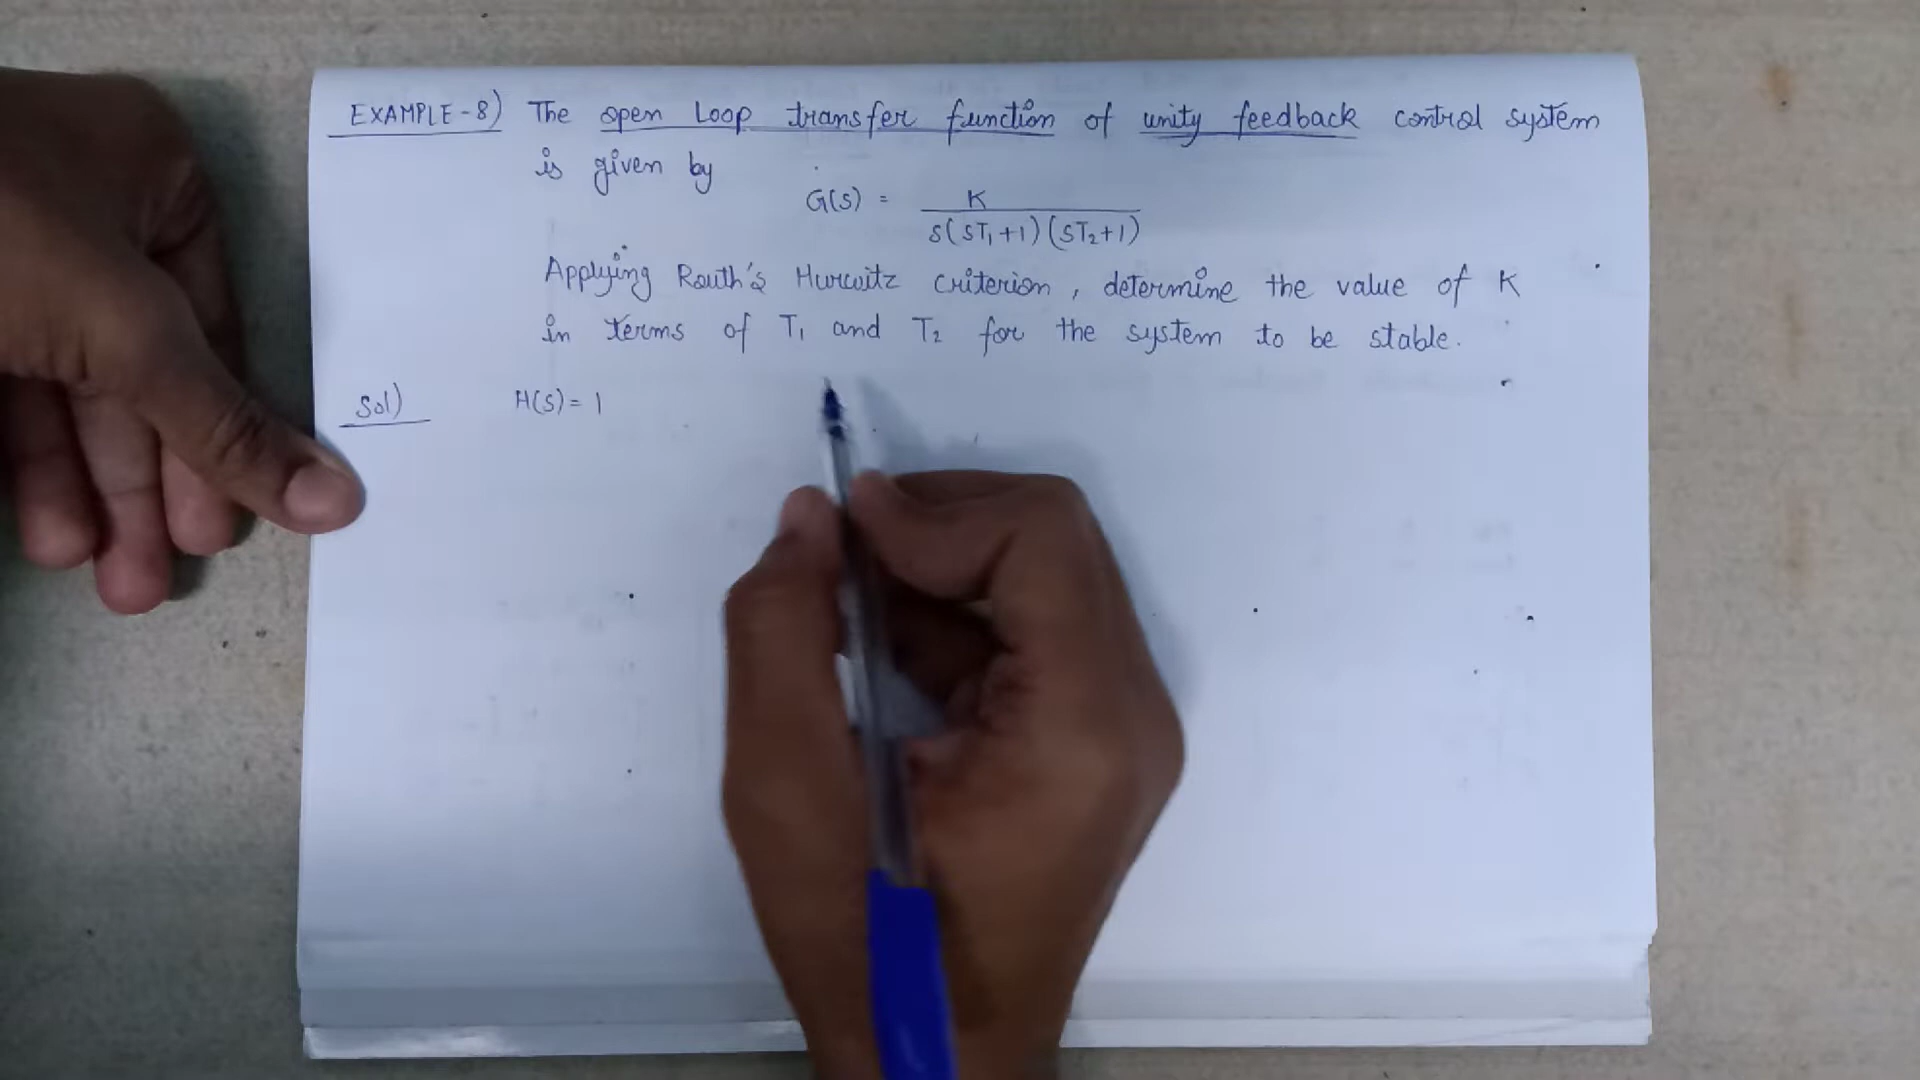 EXAMPLE-8) The open Loop transfer function of unity feedback control system
is given by
G(s) = K / s(sT₁+1)(sT₂+1)
Applying Routh's Hurwitz criterion, determine the value of K
in terms of T₁ and T₂ for the system to be stable.
Sol) H(s) = 1